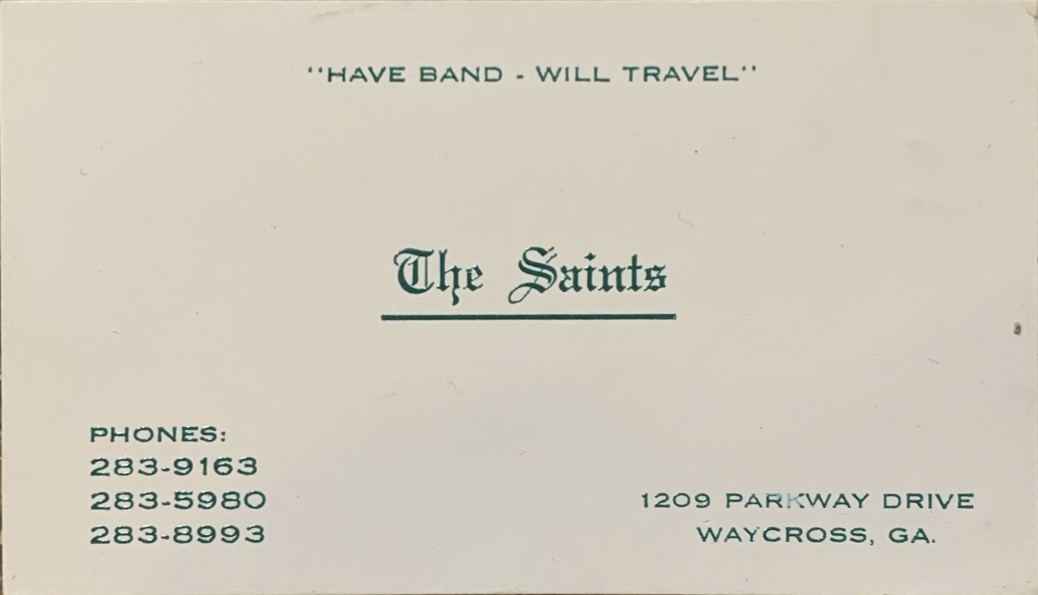 "HAVE BAND - WILL TRAVEL"
The Saints
PHONES:
283-9163
283-5980
283-8993
1209 PARKWAY DRIVE
WAYCROSS, GA.